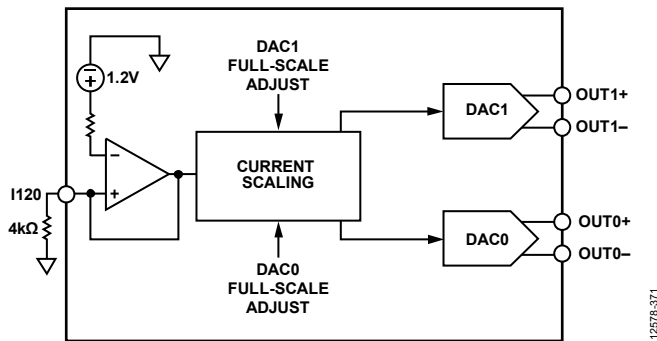 1.2V
I120
4kΩ
−
+
−
+
DAC1
FULL-SCALE
ADJUST
CURRENT
SCALING
DAC0
FULL-SCALE
ADJUST
DAC1
OUT1+
OUT1–
DAC0
OUT0+
OUT0–
12578-371